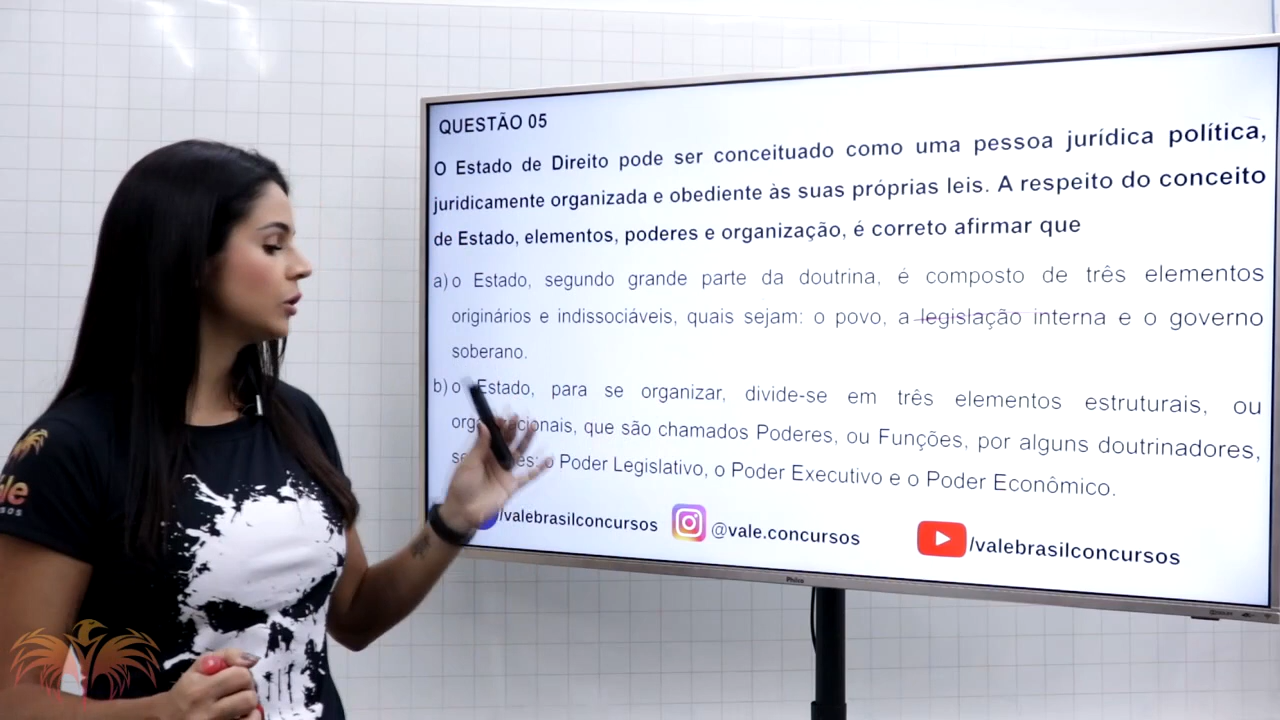 QUESTÃO 05
O Estado de Direito pode ser conceituado como uma pessoa jurídica política,
juridicamente organizada e obediente às suas próprias leis. A respeito do conceito
de Estado, elementos, poderes e organização, é correto afirmar que
a) o Estado, segundo grande parte da doutrina, é composto de três elementos
originários e indissociáveis, quais sejam: o povo, a legislação interna e o governo
soberano.
b) o Estado, para se organizar, divide-se em três elementos estruturais, ou
que são chamados Poderes, ou Funções, por alguns doutrinadores,
o Poder Legislativo, o Poder Executivo e o Poder Econômico.
/valebrasilconcursos @vale.concursos /valebrasilconcursos
Philco